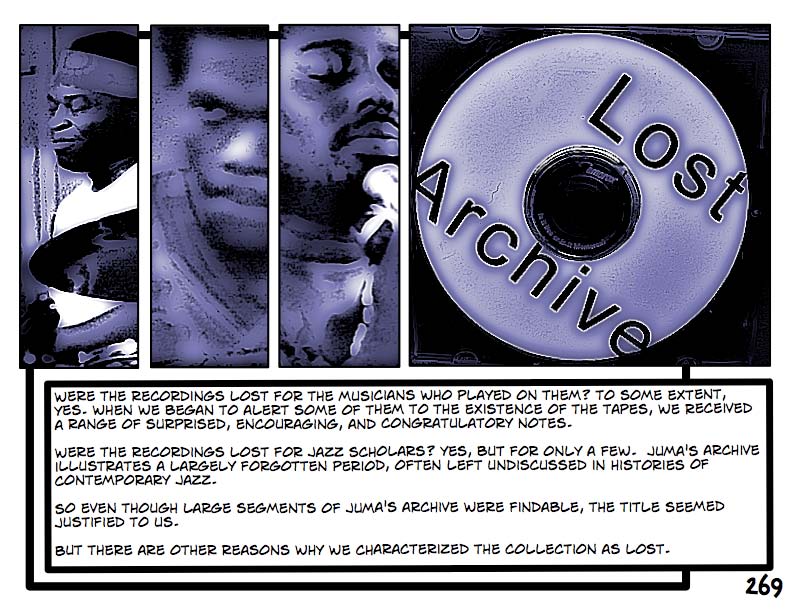 Lost
Archive
WERE THE RECORDINGS LOST FOR THE MUSICIANS WHO PLAYED ON THEM? TO SOME EXTENT,
YES. WHEN WE BEGAN TO ALERT SOME OF THEM TO THE EXISTENCE OF THE TAPES, WE RECEIVED
A RANGE OF SURPRISED, ENCOURAGING, AND CONGRATULATORY NOTES.
WERE THE RECORDINGS LOST FOR JAZZ SCHOLARS? YES, BUT FOR ONLY A FEW. JUMA'S ARCHIVE
ILLUSTRATES A LARGELY FORGOTTEN PERIOD, OFTEN LEFT UNDISCUSSED IN HISTORIES OF
CONTEMPORARY JAZZ.
SO EVEN THOUGH LARGE SEGMENTS OF JUMA'S ARCHIVE WERE FINDABLE, THE TITLE SEEMED
JUSTIFIED TO US.
BUT THERE ARE OTHER REASONS WHY WE CHARACTERIZED THE COLLECTION AS LOST.
269